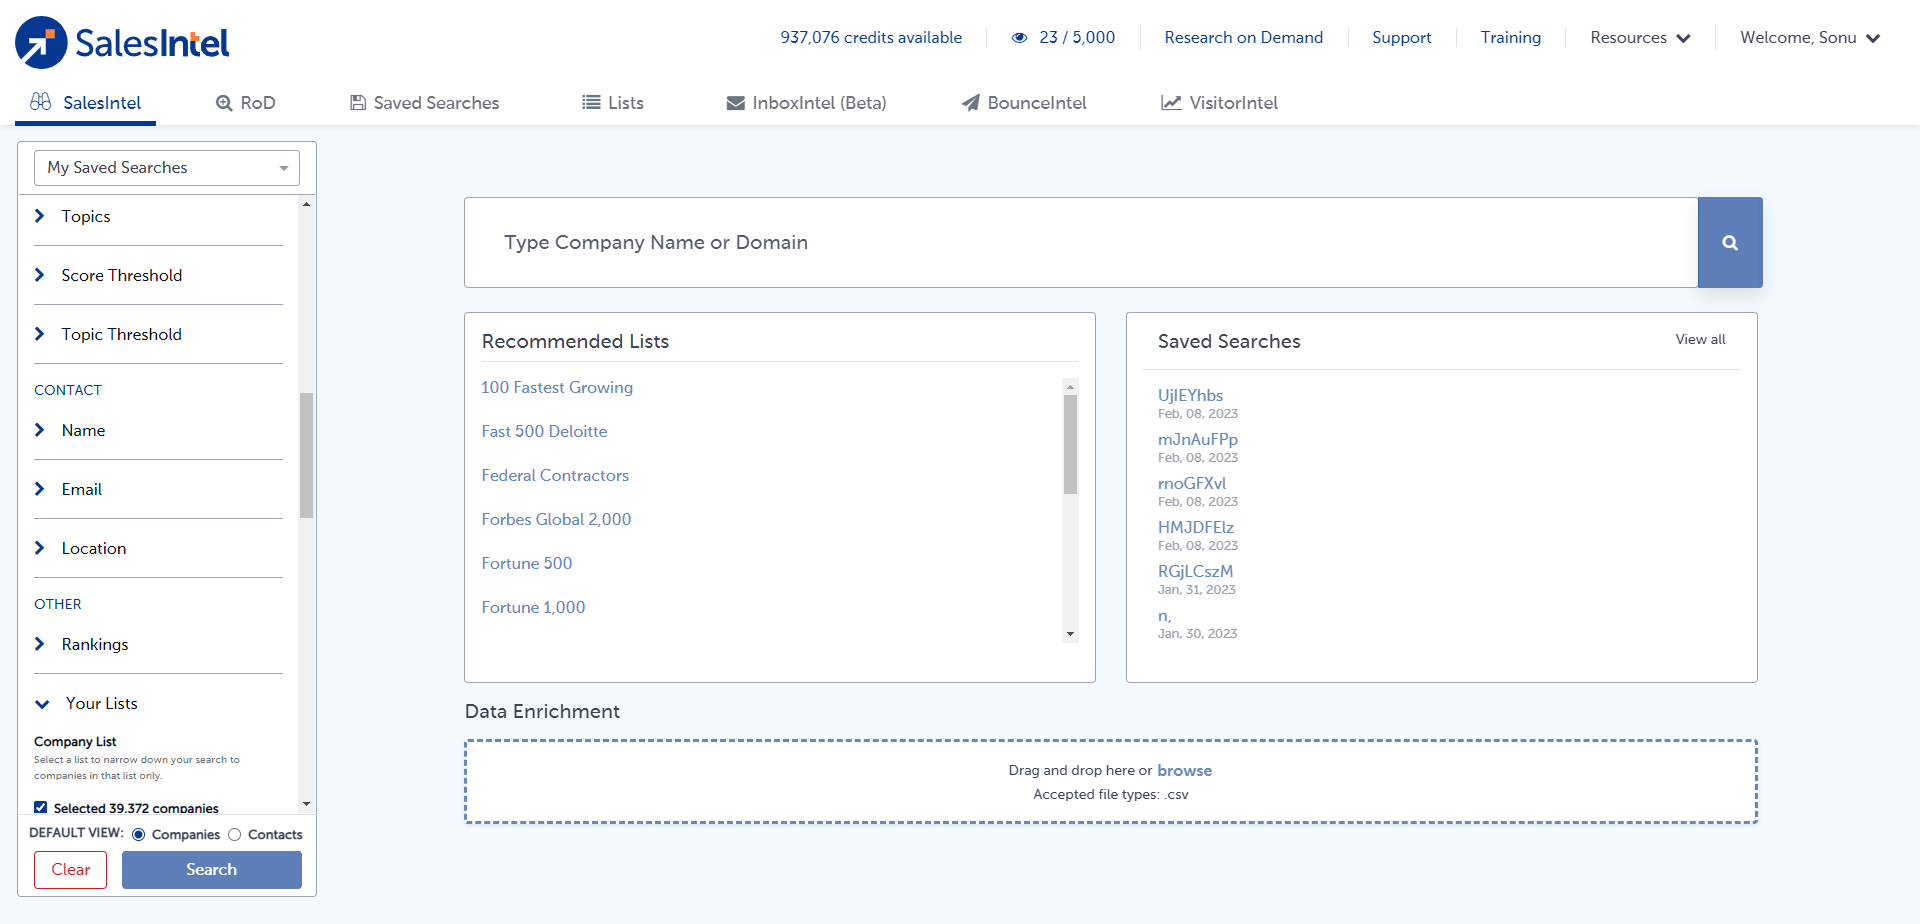 SalesIntel
937,076 credits available
23 / 5,000
Research on Demand
Support
Training
Resources
Welcome, Sonu
SalesIntel
RoD
Saved Searches
Lists
InboxIntel (Beta)
BounceIntel
VisitorIntel
My Saved Searches
Topics
Score Threshold
Topic Threshold
CONTACT
Name
Email
Location
OTHER
Rankings
Your Lists
Company List
Select a list to narrow down your search to
companies in that list only.
Selected 39,372 companies
DEFAULT VIEW:
Companies
Contacts
Clear
Search
Type Company Name or Domain
Recommended Lists
100 Fastest Growing
Fast 500 Deloitte
Federal Contractors
Forbes Global 2,000
Fortune 500
Fortune 1,000
Saved Searches
View all
UjIEYhbs
Feb, 08, 2023
mJnAuFPp
Feb, 08, 2023
rnoGFXvl
Feb, 08, 2023
HMJDFElz
Feb, 08, 2023
RGjLCszM
Jan, 31, 2023
n,
Jan, 30, 2023
Data Enrichment
Drag and drop here or browse
Accepted file types: .csv